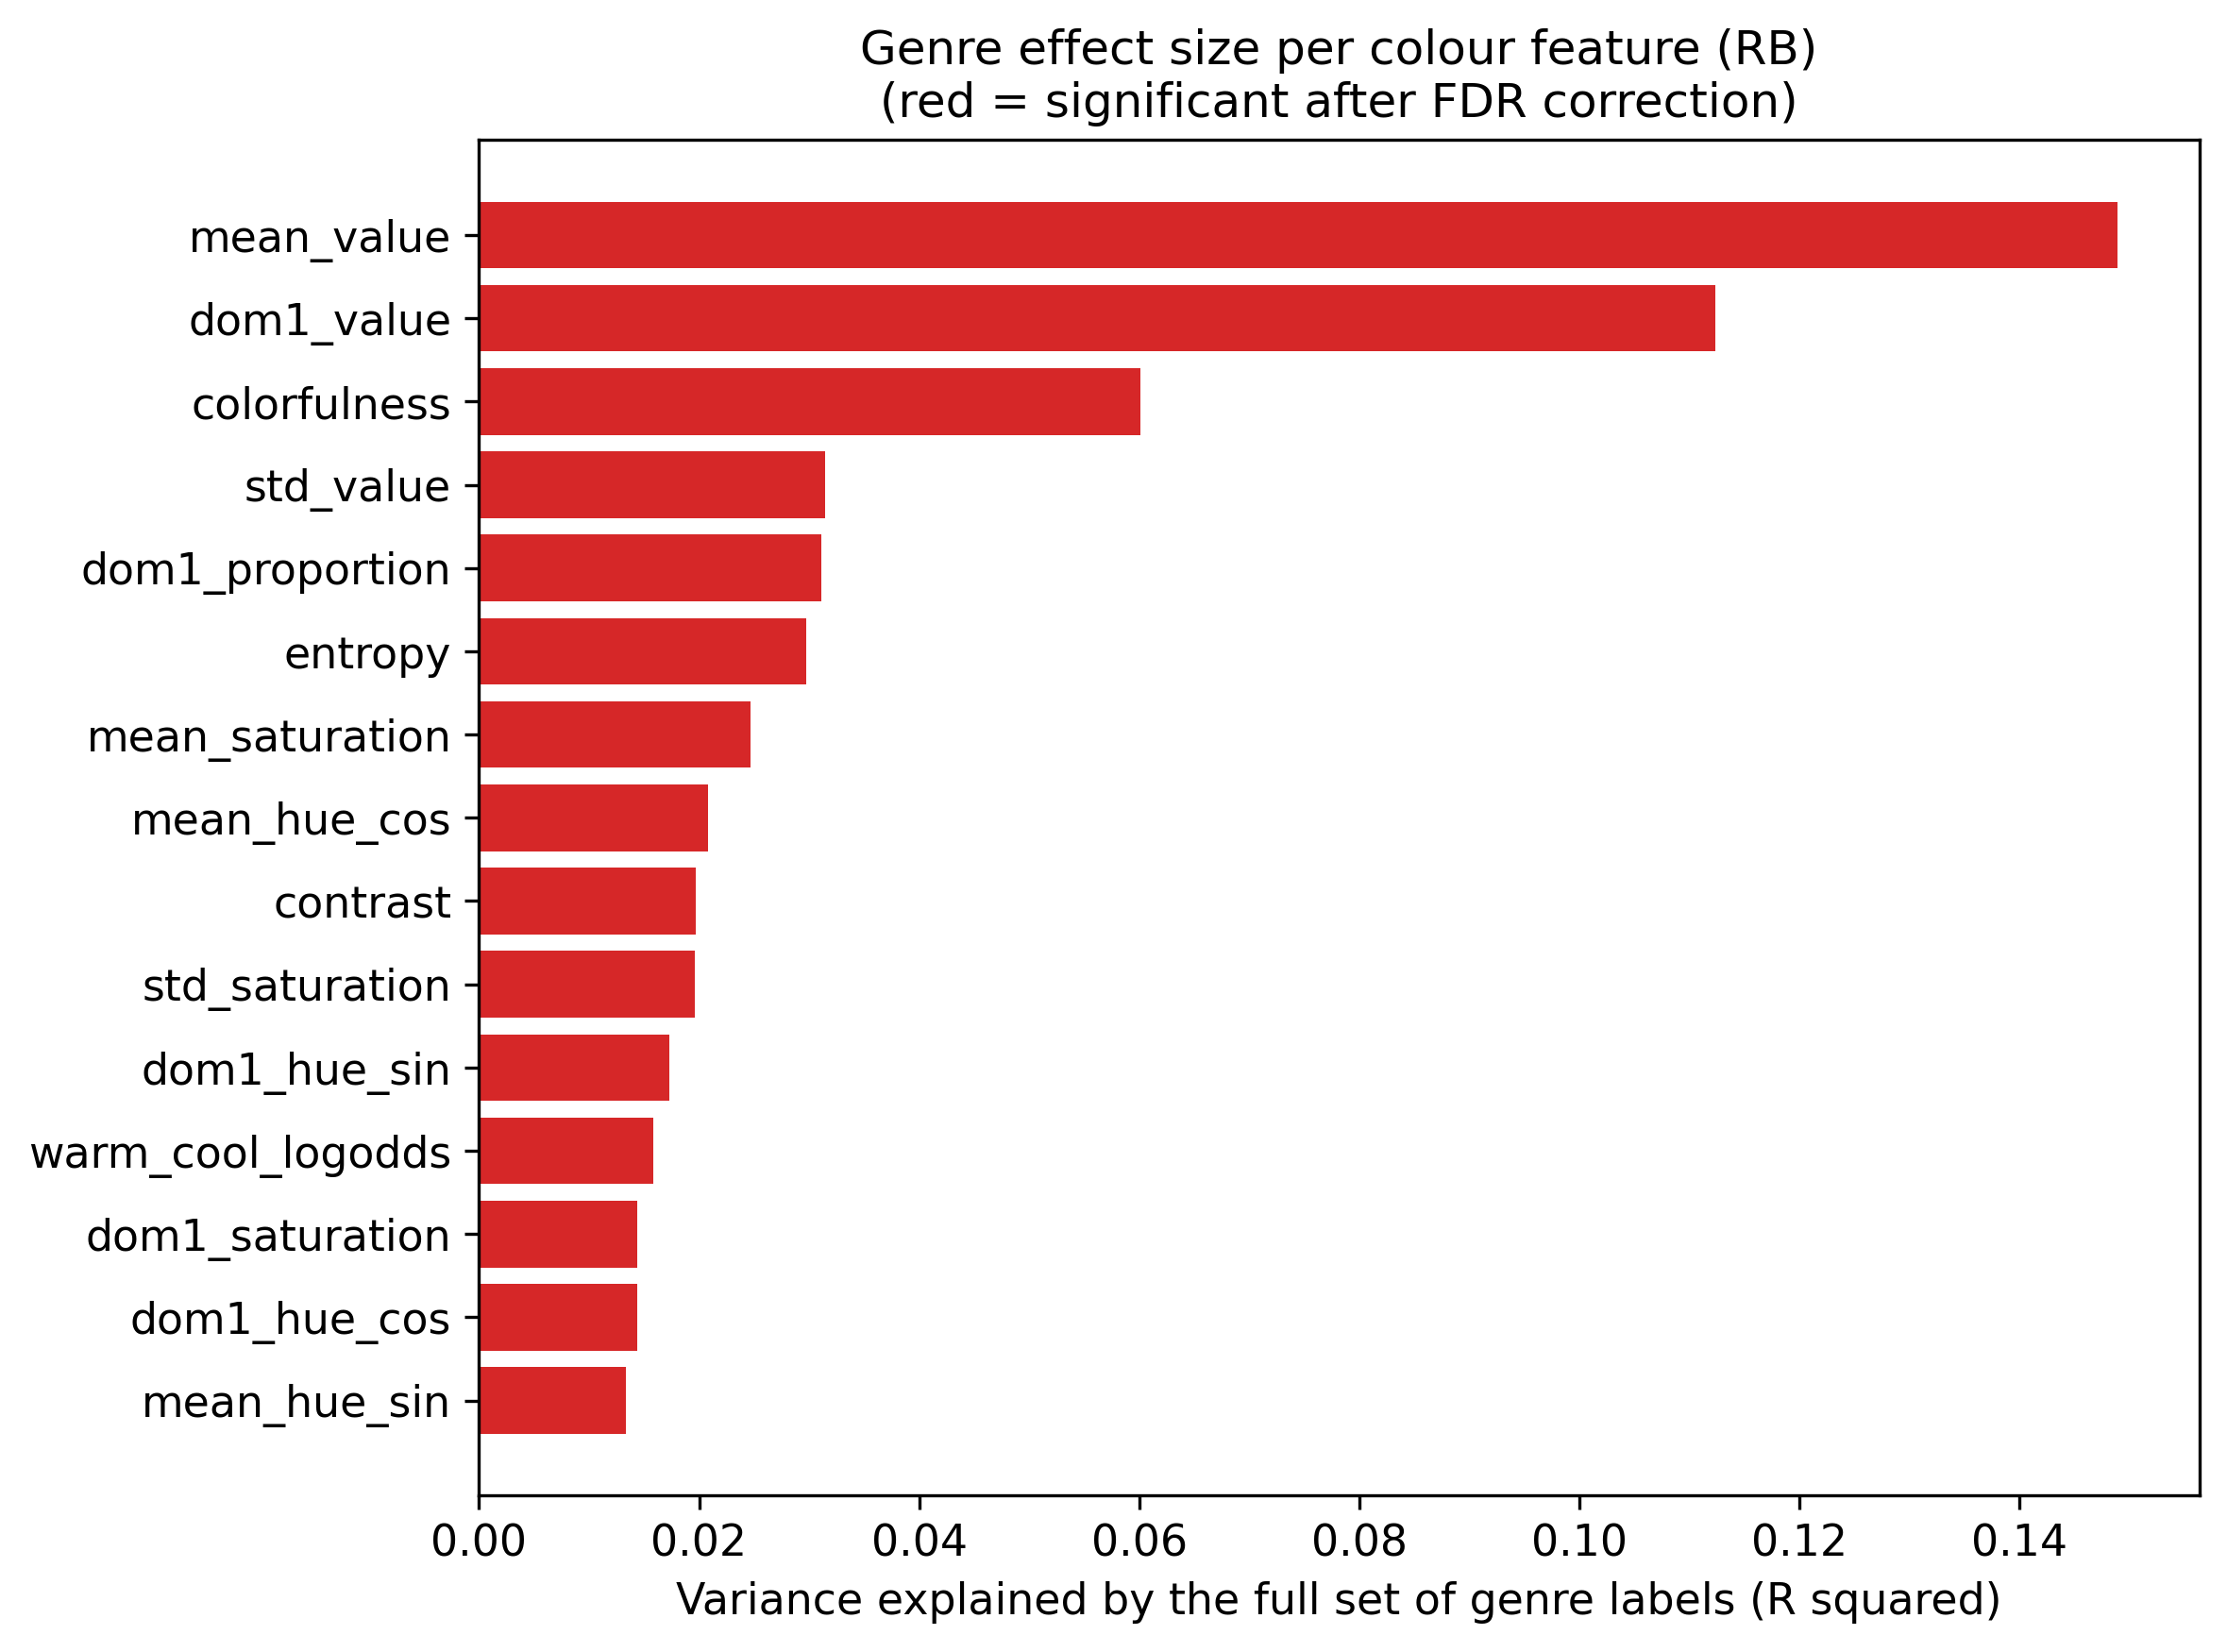 Genre effect size per colour feature (RB)
(red = significant after FDR correction)
mean_value
dom1_value
colorfulness
std_value
dom1_proportion
entropy
mean_saturation
mean_hue_cos
contrast
std_saturation
dom1_hue_sin
warm_cool_logodds
dom1_saturation
dom1_hue_cos
mean_hue_sin
0.00 0.02 0.04 0.06 0.08 0.10 0.12 0.14
Variance explained by the full set of genre labels (R squared)